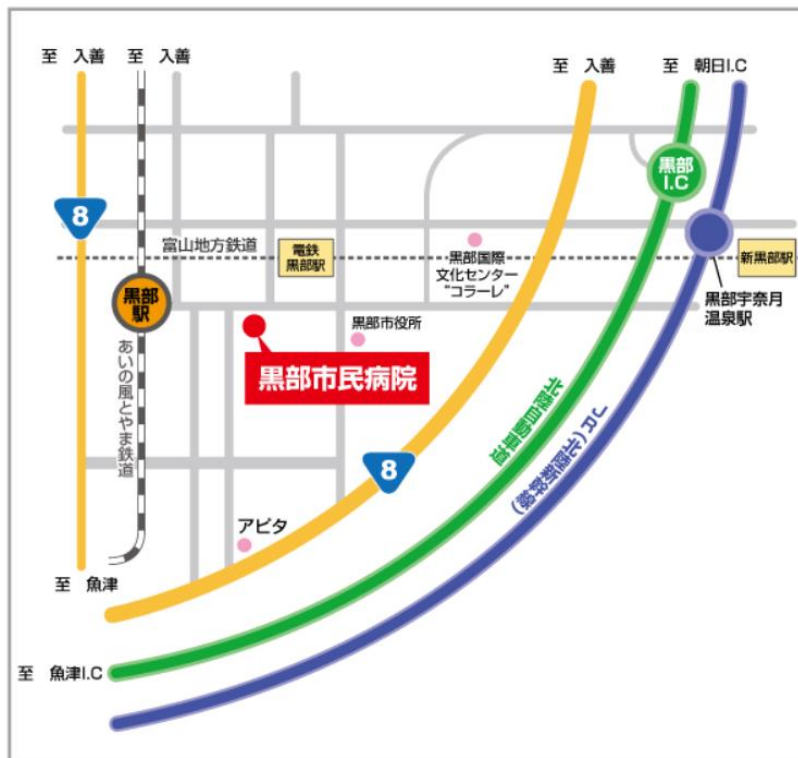 至　入善
至　入善
至　入善
至　朝日I.C
黒部
I.C
8
富山地方鉄道
電鉄
黒部駅
黒部国際
文化センター
"コラーレ"
新黒部駅
黒部
駅
黒部市役所
黒部宇奈月
温泉駅
黒部市民病院
あいの風とやま鉄道
北陸自動車道
JR(北陸新幹線)
8
アピタ
至　魚津
至　魚津I.C